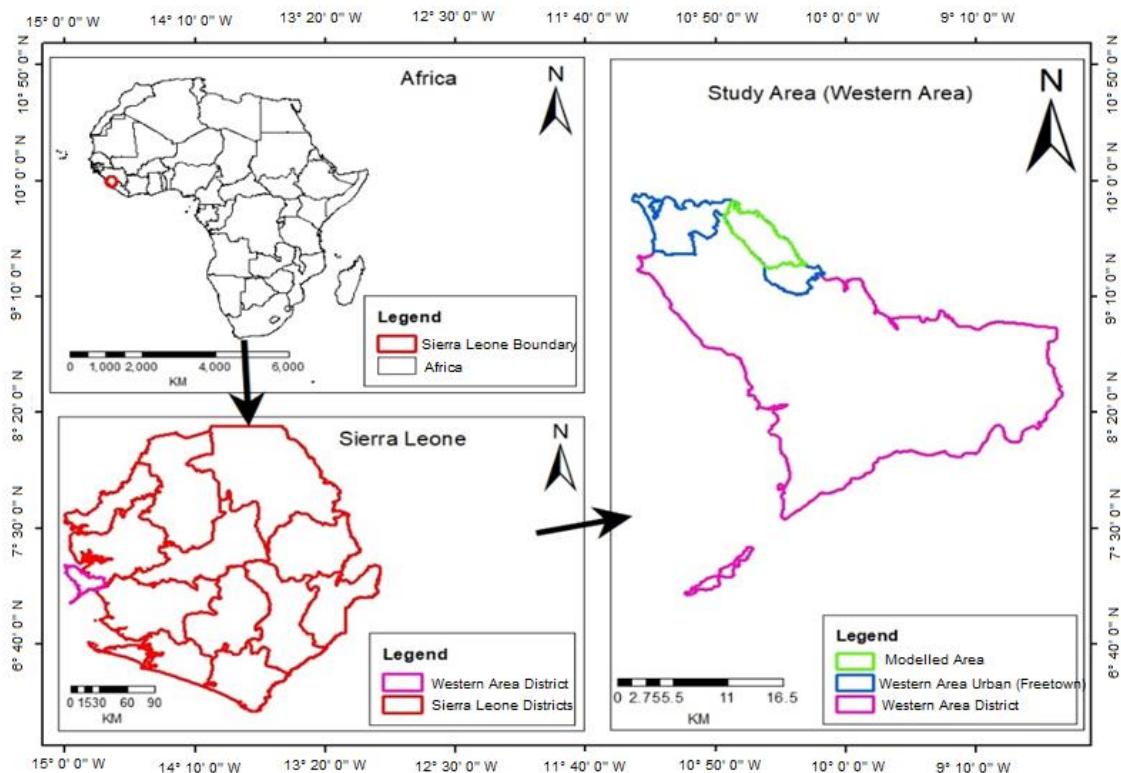 15° 0' 0" W 14° 10' 0" W 13° 20' 0" W 12° 30' 0" W 11° 40' 0" W 10° 50' 0" W 10° 0' 0" W 9° 10' 0" W
10° 50' 0" N
10° 0' 0" N
9° 10' 0" N
8° 20' 0" N
7° 30' 0" N
6° 40' 0" N
Africa
N
Legend
Sierra Leone Boundary
Africa
0 1,000 2,000 4,000 6,000
KM
Sierra Leone
N
Legend
Western Area District
Sierra Leone Districts
0 1530 60 90
KM
Study Area (Western Area)
N
Legend
Modelled Area
Western Area Urban (Freetown)
Western Area District
0 2.755.5 11 16.5
KM
10° 50' 0" N
10° 0' 0" N
9° 10' 0" N
8° 20' 0" N
7° 30' 0" N
6° 40' 0" N
15° 0' 0" W 14° 10' 0" W 13° 20' 0" W 12° 30' 0" W 11° 40' 0" W 10° 50' 0" W 10° 0' 0" W 9° 10' 0" W